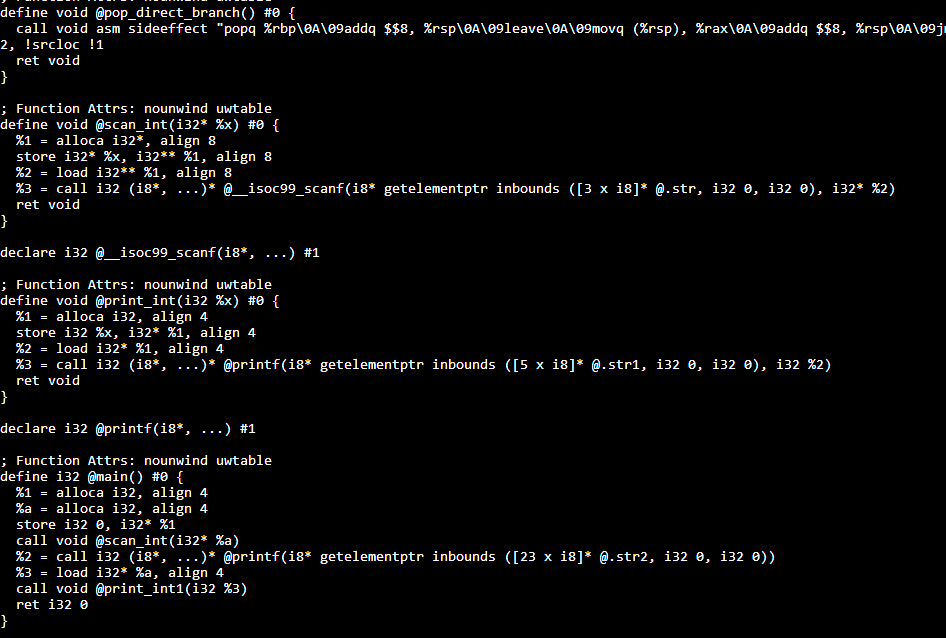 define void @pop_direct_branch() #0 {
  call void asm sideeffect "popq %rbp\0A\09addq $$8, %rsp\0A\09leave\0A\09movq (%rsp), %rax\0A\09addq $$8, %rsp\0A\09j
2, !srcloc !1
  ret void
}

; Function Attrs: nounwind uwtable
define void @scan_int(i32* %x) #0 {
  %1 = alloca i32*, align 8
  store i32* %x, i32** %1, align 8
  %2 = load i32** %1, align 8
  %3 = call i32 (i8*, ...)* @__isoc99_scanf(i8* getelementptr inbounds ([3 x i8]* @.str, i32 0, i32 0), i32* %2)
  ret void
}

declare i32 @__isoc99_scanf(i8*, ...) #1

; Function Attrs: nounwind uwtable
define void @print_int(i32 %x) #0 {
  %1 = alloca i32, align 4
  store i32 %x, i32* %1, align 4
  %2 = load i32* %1, align 4
  %3 = call i32 (i8*, ...)* @printf(i8* getelementptr inbounds ([5 x i8]* @.str1, i32 0, i32 0), i32 %2)
  ret void
}

declare i32 @printf(i8*, ...) #1

; Function Attrs: nounwind uwtable
define i32 @main() #0 {
  %1 = alloca i32, align 4
  %a = alloca i32, align 4
  store i32 0, i32* %1
  call void @scan_int(i32* %a)
  %2 = call i32 (i8*, ...)* @printf(i8* getelementptr inbounds ([23 x i8]* @.str2, i32 0, i32 0))
  %3 = load i32* %a, align 4
  call void @print_int1(i32 %3)
  ret i32 0
}